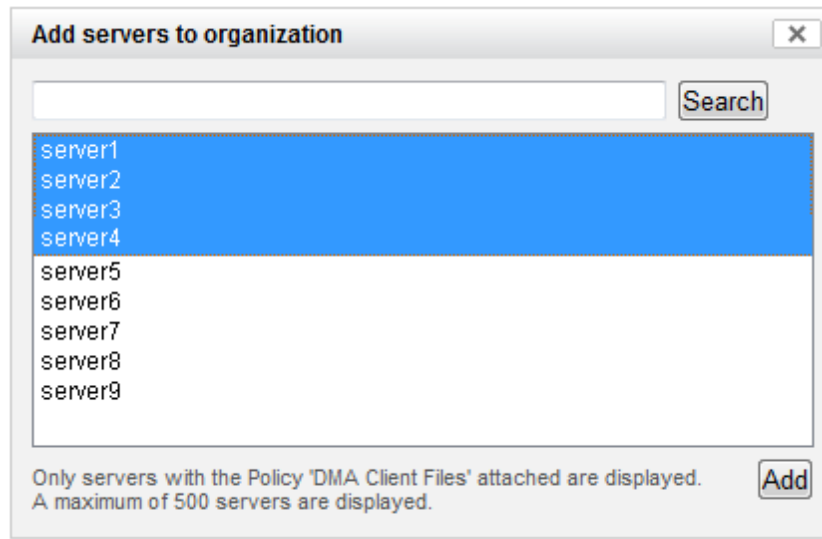 Add servers to organization
Search
server1
server2
server3
server4
server5
server6
server7
server8
server9
Only servers with the Policy 'DMA Client Files' attached are displayed.
A maximum of 500 servers are displayed.
Add